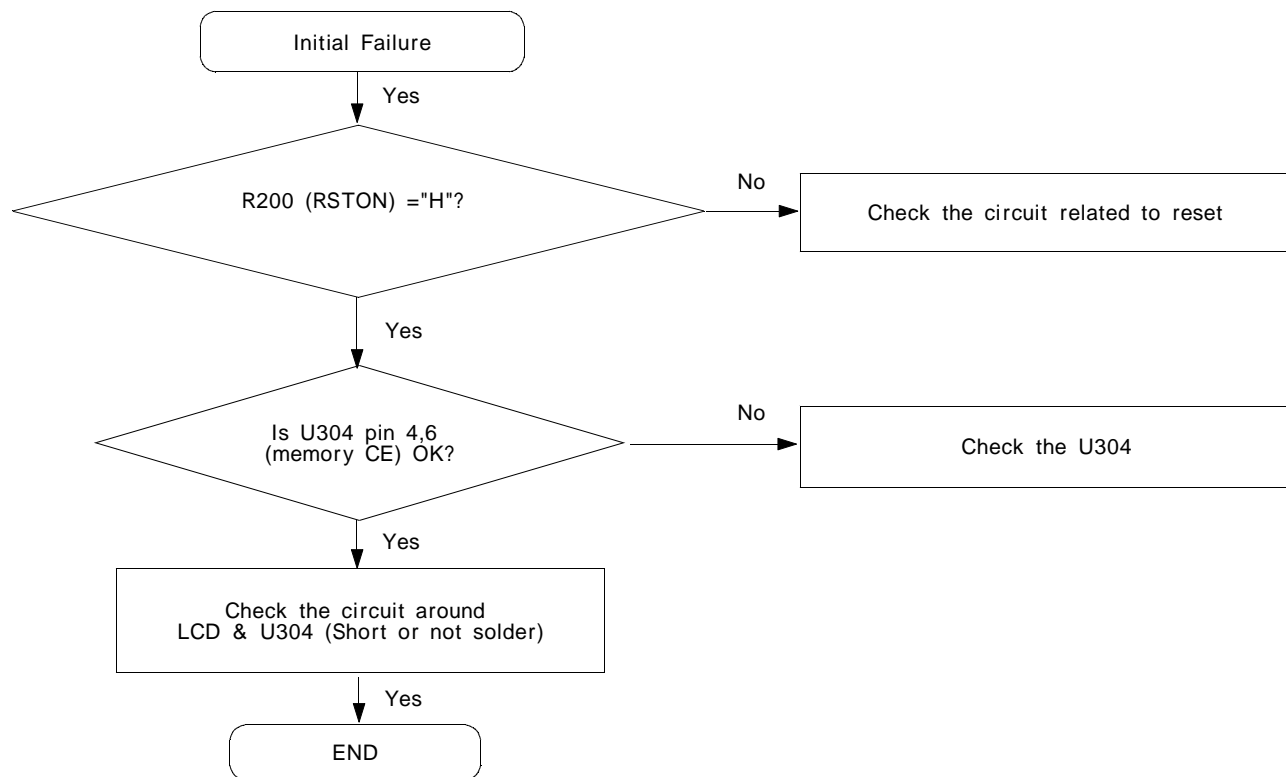 Initial Failure
Yes
R200 (RSTON) ="H"?
No
Check the circuit related to reset
Yes
Is U304 pin 4,6
(memory CE) OK?
No
Check the U304
Yes
Check the circuit around
LCD & U304 (Short or not solder)
Yes
END